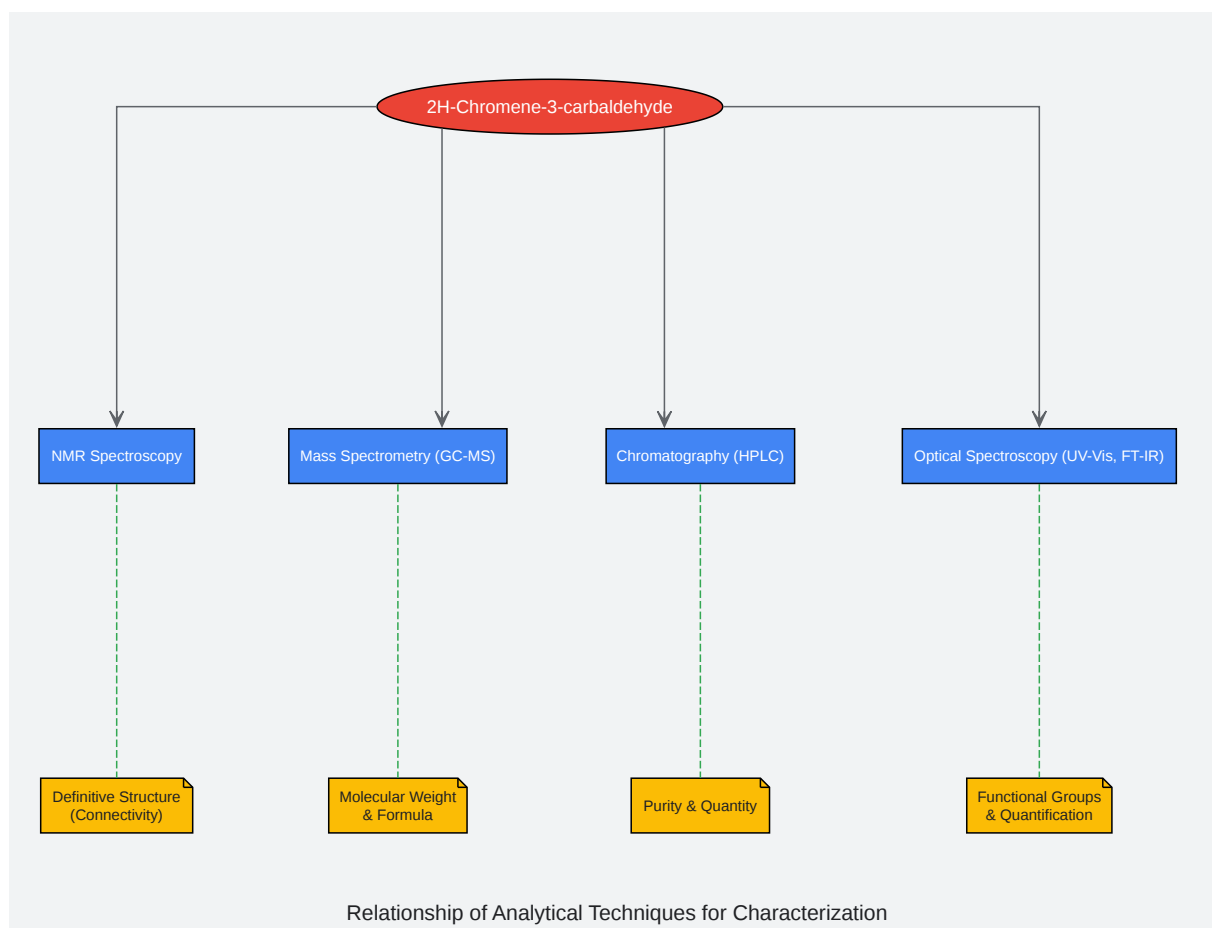 2H-Chromene-3-carbaldehyde
NMR Spectroscopy
Mass Spectrometry (GC-MS)
Chromatography (HPLC)
Optical Spectroscopy (UV-Vis, FT-IR)
Definitive Structure
(Connectivity)
Molecular Weight
& Formula
Purity & Quantity
Functional Groups
& Quantification
Relationship of Analytical Techniques for Characterization